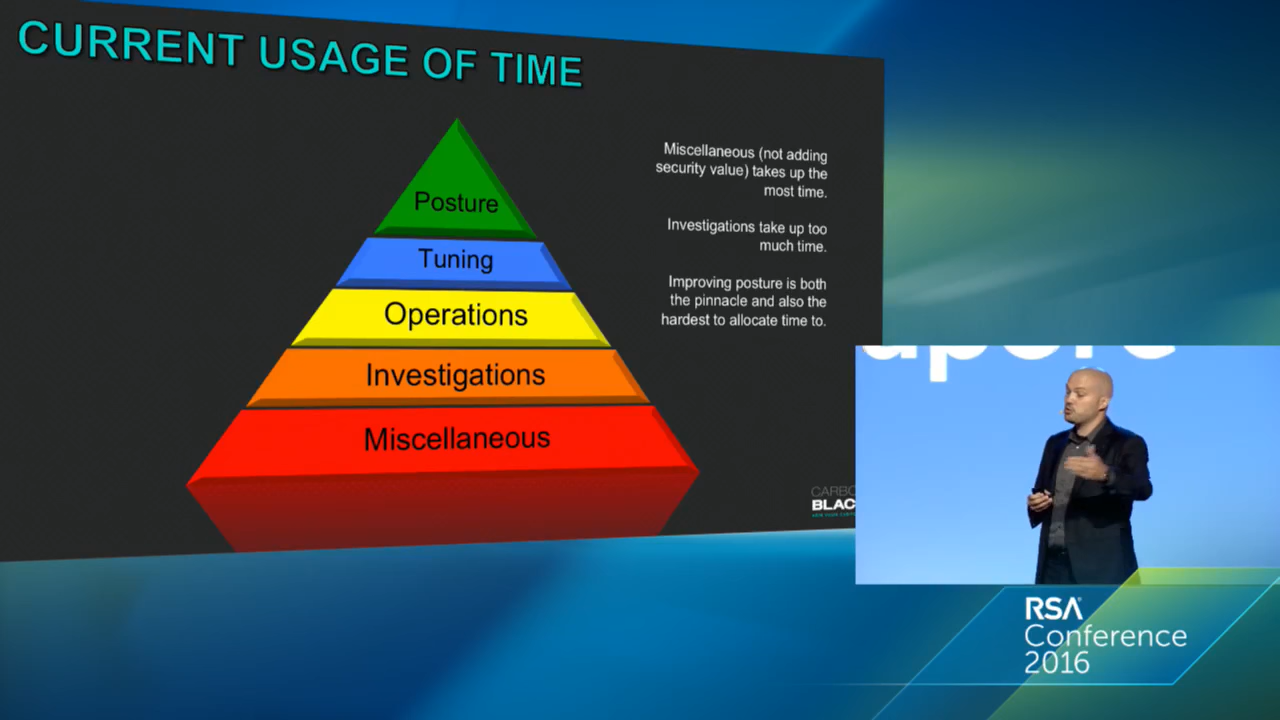 CURRENT USAGE OF TIME
Posture
Tuning
Operations
Investigations
Miscellaneous
Miscellaneous (not adding
security value) takes up the
most time.
Investigations take up too
much time.
Improving posture is both
the pinnacle and also the
hardest to allocate time to.
CARBO
BLAC
RSA
Conference
2016